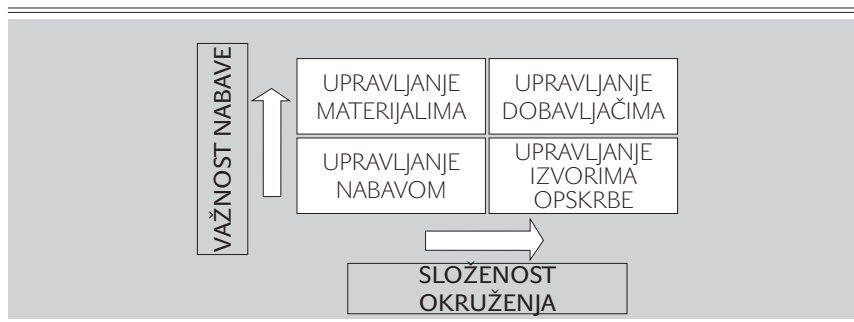 VAŽNOST NABAVE
UPRAVLJANJE
MATERIJALIMA
UPRAVLJANJE
DOBAVLJAČIMA
UPRAVLJANJE
NABAVOM
UPRAVLJANJE
IZVORIMA
OPSKRBE
SLOŽENOST
OKRUŽENJA